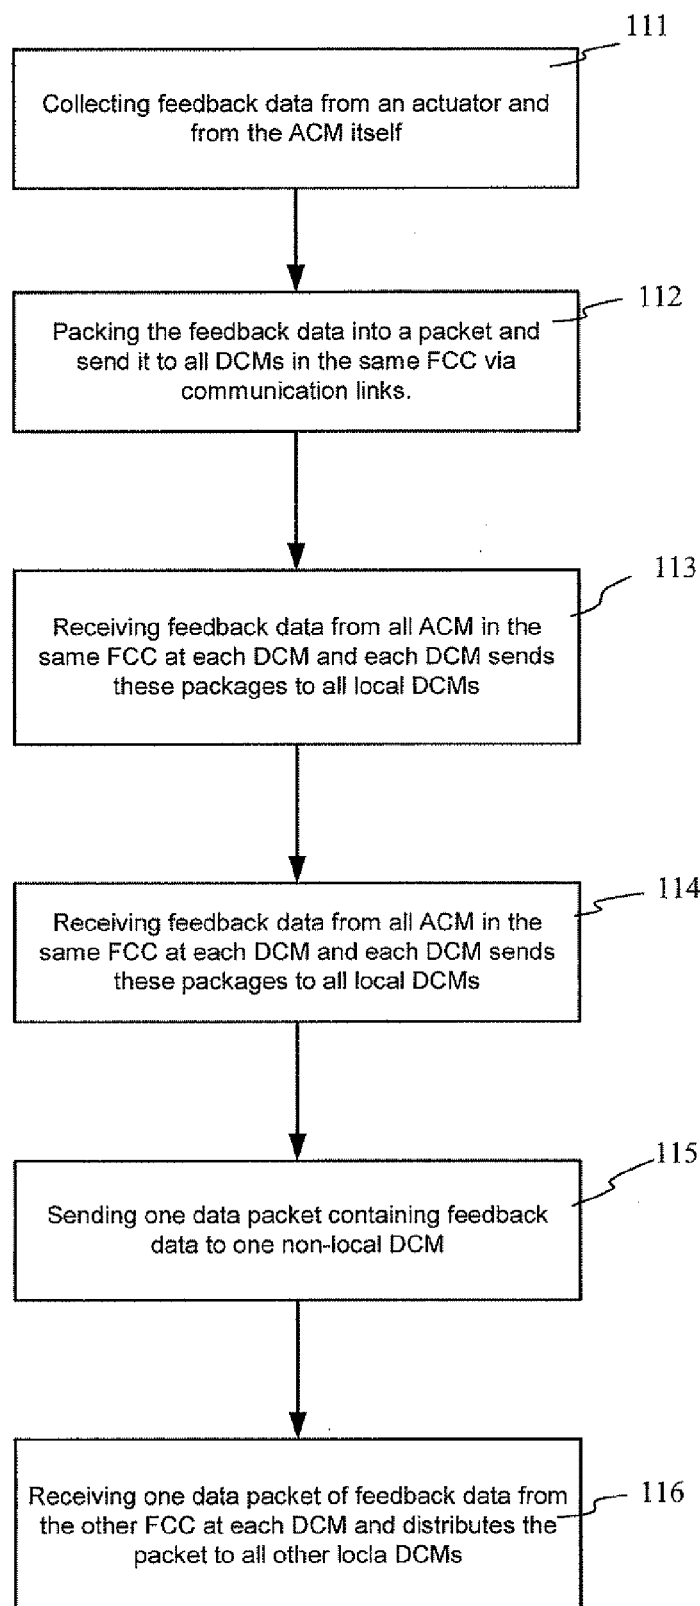 111
Collecting feedback data from an actuator and
from the ACM itself
112
Packing the feedback data into a packet and
send it to all DCMs in the same FCC via
communication links.
113
Receiving feedback data from all ACM in the
same FCC at each DCM and each DCM sends
these packages to all local DCMs
114
Receiving feedback data from all ACM in the
same FCC at each DCM and each DCM sends
these packages to all local DCMs
115
Sending one data packet containing feedback
data to one non-local DCM
116
Receiving one data packet of feedback data from
the other FCC at each DCM and distributes the
packet to all other locla DCMs